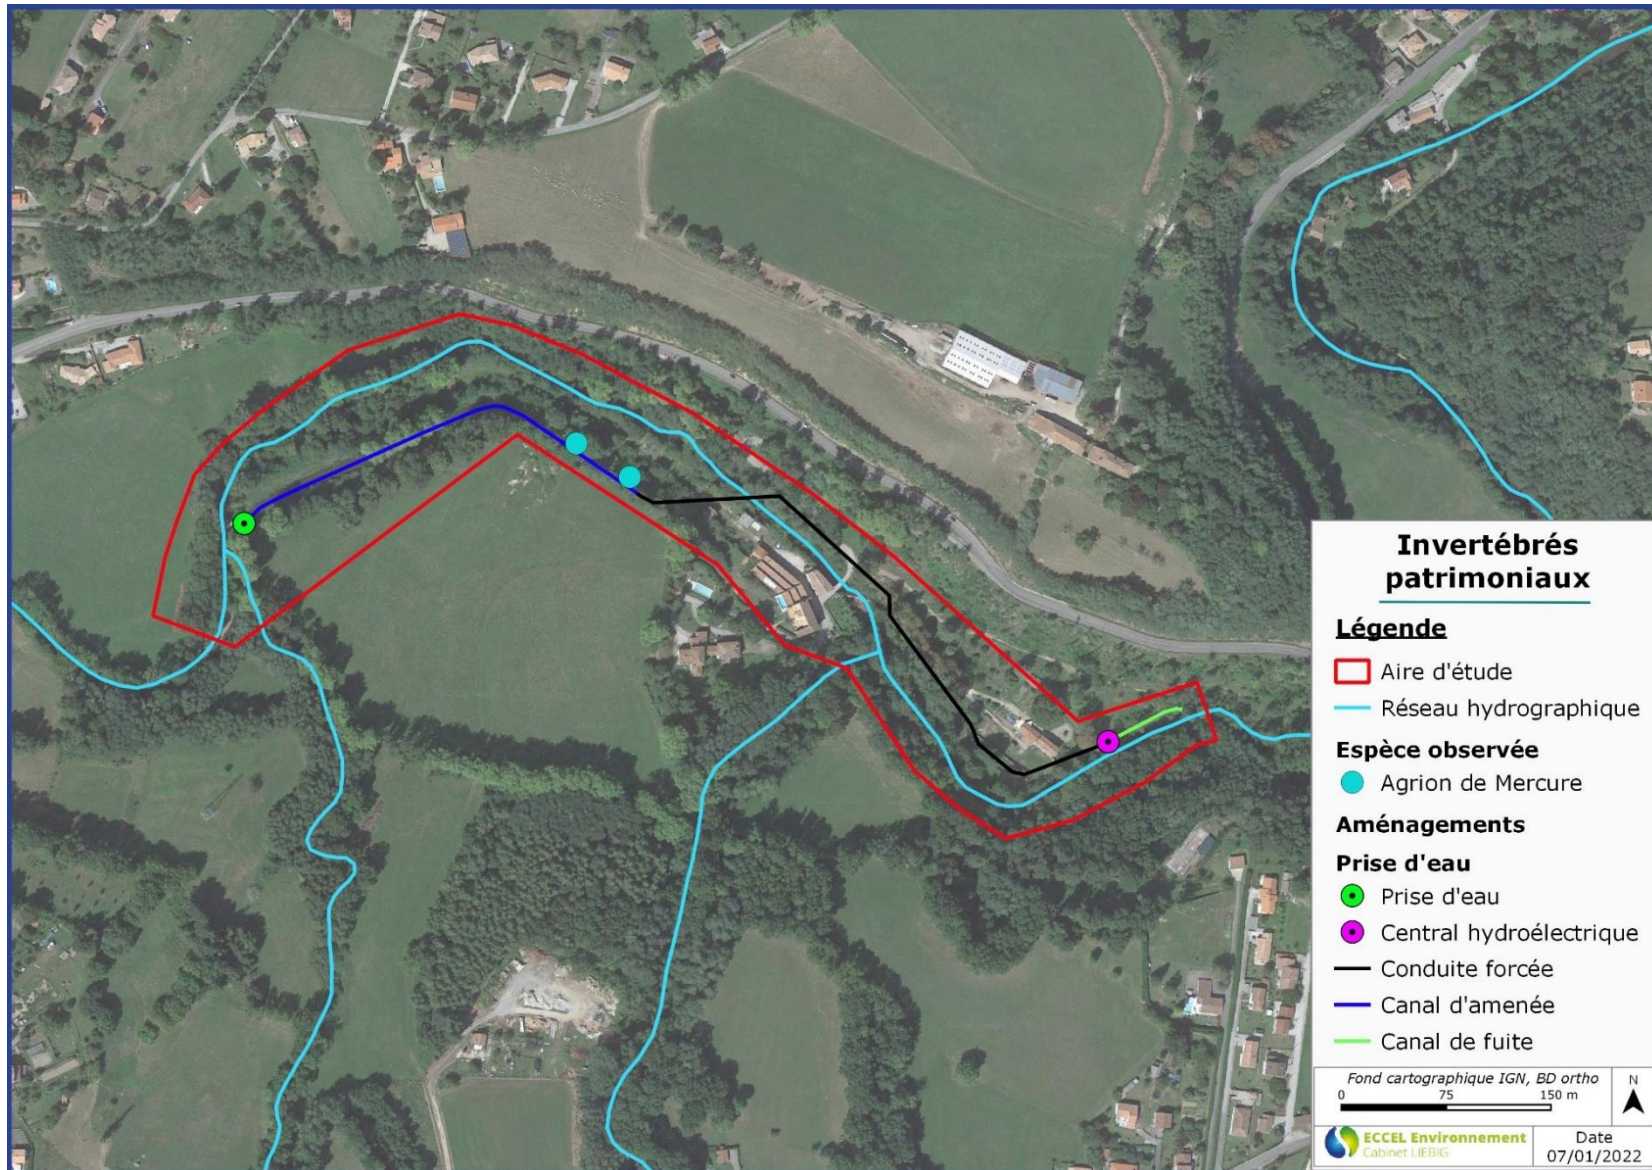 Invertébrés
patrimoniaux
Légende
Aire d'étude
Réseau hydrographique
Espèce observée
Agrion de Mercure
Aménagements
Prise d'eau
Prise d'eau
Central hydroélectrique
Conduite forcée
Canal d'amenée
Canal de fuite
Fond cartographique IGN, BD ortho
0 75 150 m
N
ECCEL Environnement
Cabinet LIEBIG
Date
07/01/2022